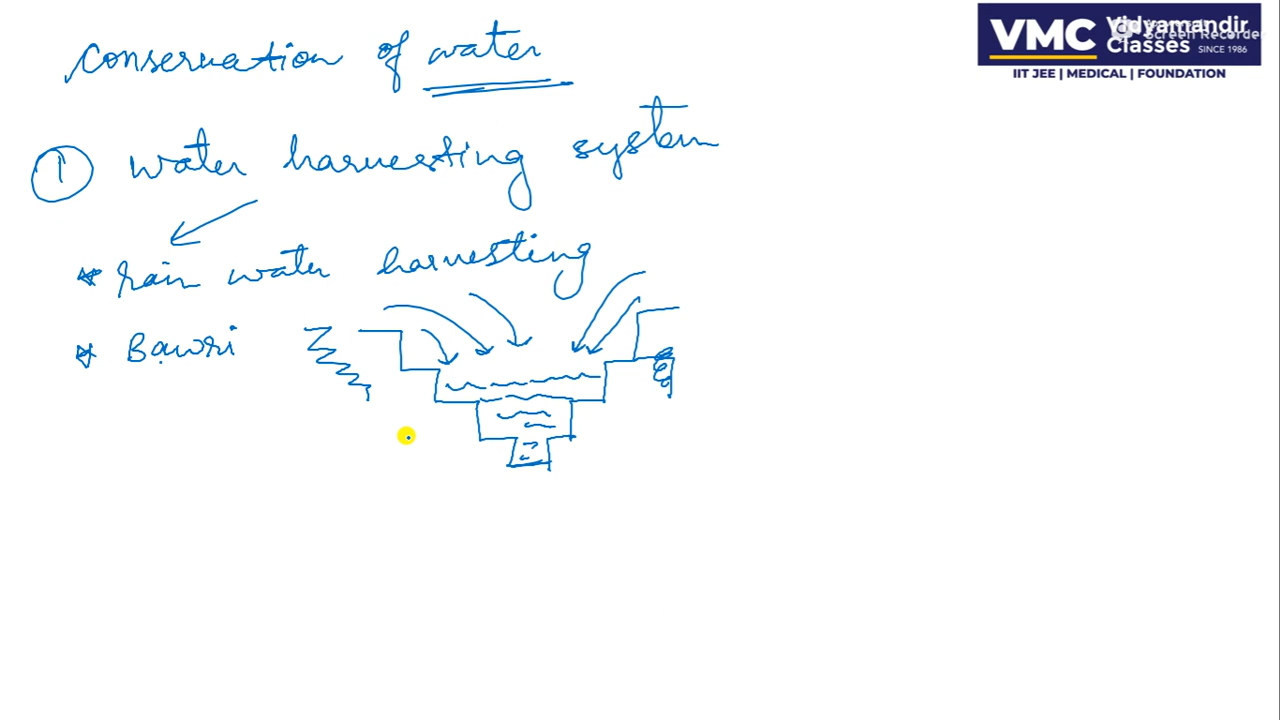 conservation of water
VMC Vidyamandir Classes SINCE 1986
IIT JEE | MEDICAL | FOUNDATION
1 water harvesting system
* rain water harvesting
* Bawri